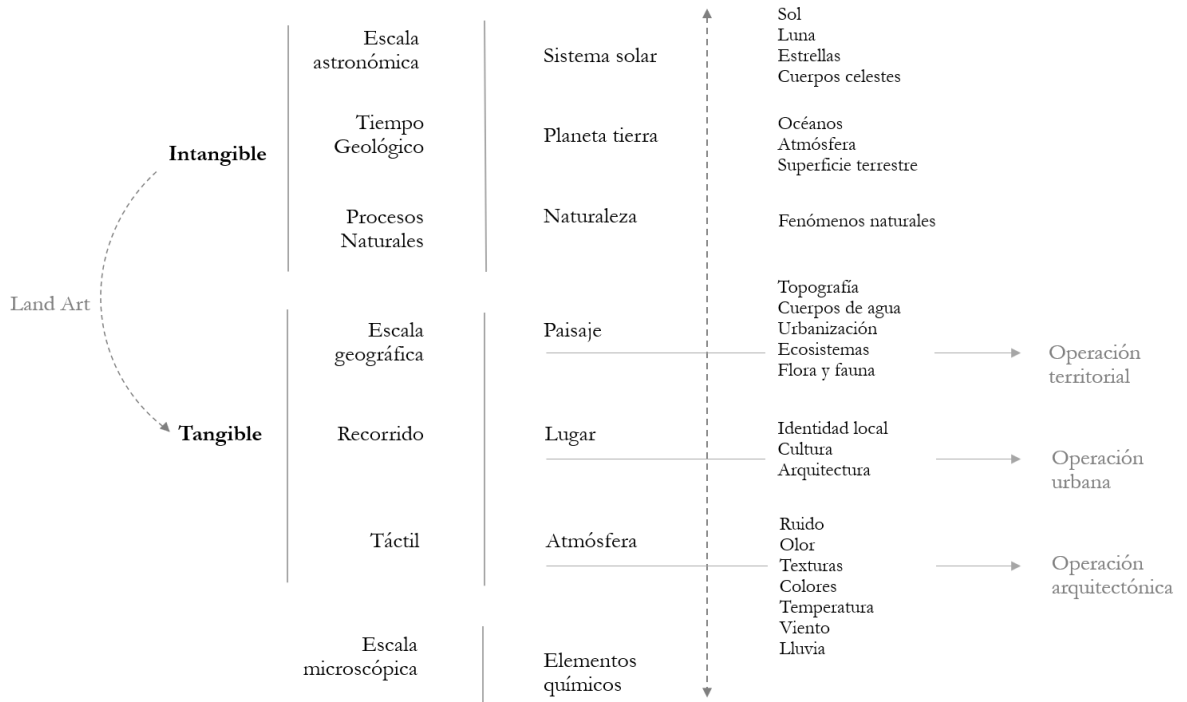 Sol
Luna
Estrellas
Cuerpos celestes
Escala
astronómica
Sistema solar
Tiempo
Geológico
Planeta tierra
Océanos
Atmósfera
Superficie terrestre
Intangible
Procesos
Naturales
Naturaleza
Fenómenos naturales
Land Art
Escala
geográfica
Paisaje
Topografía
Cuerpos de agua
Urbanización
Ecosistemas
Flora y fauna
Operación
territorial
Tangible
Recorrido
Lugar
Identidad local
Cultura
Arquitectura
Operación
urbana
Táctil
Atmósfera
Ruido
Olor
Texturas
Colores
Temperatura
Viento
Lluvia
Operación
arquitectónica
Escala
microscópica
Elementos
químicos